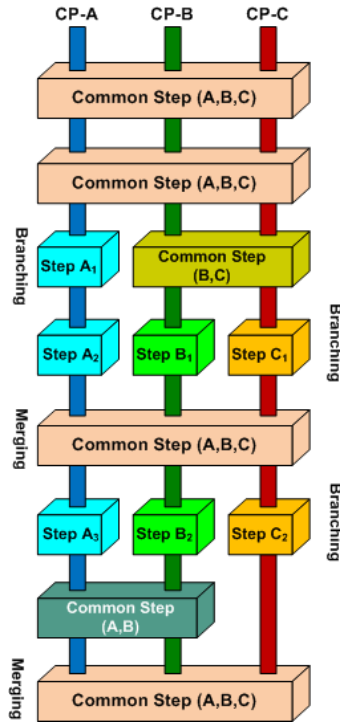 CP-A CP-B CP-C
Common Step (A,B,C)
Common Step (A,B,C)
Branching
Step A₁
Common Step
(B,C)
Branching
Step A₂
Step B₁
Step C₁
Merging
Common Step (A,B,C)
Branching
Step A₃
Step B₂
Step C₂
Common Step
(A,B)
Merging
Common Step (A,B,C)